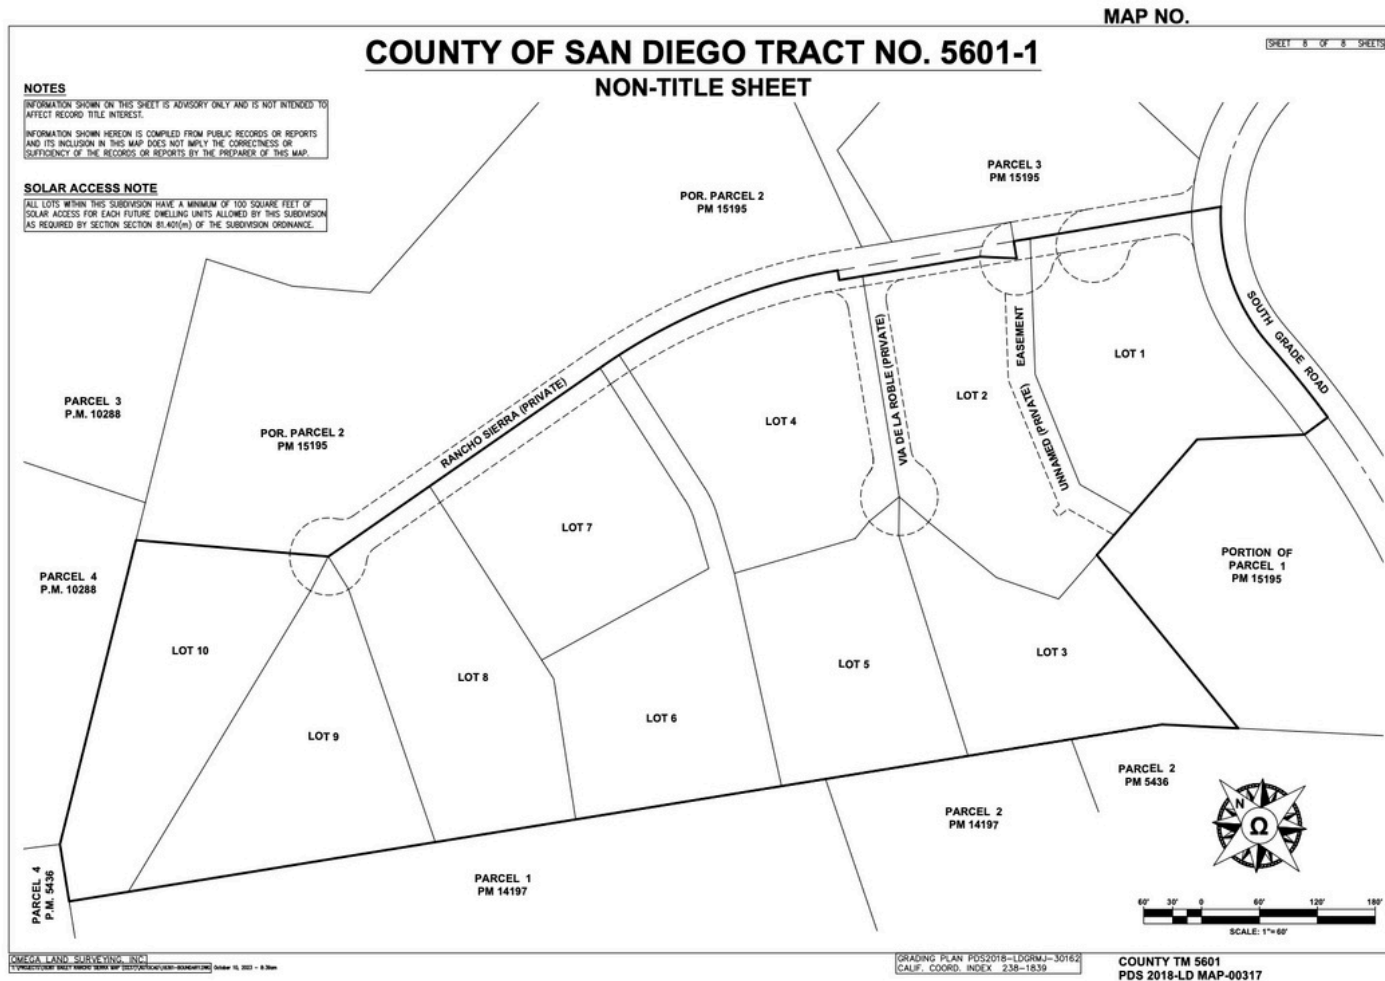 MAP NO.
COUNTY OF SAN DIEGO TRACT NO. 5601-1
SHEET 8 OF 8 SHEETS
NON-TITLE SHEET
NOTES
INFORMATION SHOWN ON THIS SHEET IS ADVISORY ONLY AND IS NOT INTENDED TO
AFFECT RECORD TITLE INTEREST.
INFORMATION SHOWN HEREON IS COMPILED FROM PUBLIC RECORDS OR REPORTS
AND ITS INCLUSION IN THIS MAP DOES NOT IMPLY THE CORRECTNESS OR
SUFFICIENCY OF THE RECORDS OR REPORTS BY THE PREPARER OF THIS MAP.
SOLAR ACCESS NOTE
ALL LOTS WITHIN THIS SUBDIVISION HAVE A MINIMUM OF 100 SQUARE FEET OF
SOLAR ACCESS FOR EACH FUTURE DWELLING UNITS ALLOWED BY THIS SUBDIVISION
AS REQUIRED BY SECTION SECTION 81.401(m) OF THE SUBDIVISION ORDINANCE.
PARCEL 3
PM 15195
POR. PARCEL 2
PM 15195
SOUTH GRADE ROAD
EASEMENT
UNNAMED (PRIVATE)
LOT 1
VIA DE LA ROBLE (PRIVATE)
LOT 2
RANCHO SIERRA (PRIVATE)
PARCEL 3
P.M. 10288
POR. PARCEL 2
PM 15195
LOT 4
LOT 7
PORTION OF
PARCEL 1
PM 15195
PARCEL 4
P.M. 10288
LOT 10
LOT 8
LOT 5
LOT 3
LOT 9
LOT 6
PARCEL 2
PM 5436
PARCEL 2
PM 14197
PARCEL 1
PM 14197
PARCEL 4
P.M. 5436
N
Ω
60' 30' 0 60' 120' 180'
SCALE: 1"=60'
OMEGA LAND SURVEYING, INC.
October 10, 2023
GRADING PLAN PDS2018-LDGRMJ-30162
CALIF. COORD. INDEX 238-1839
COUNTY TM 5601
PDS 2018-LD MAP-00317